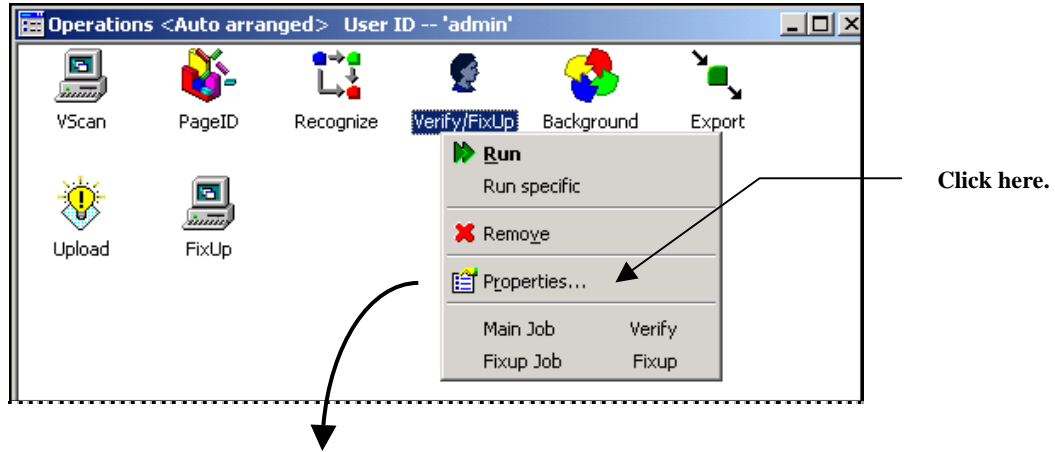 Operations <Auto arranged> User ID -- 'admin'
VScan PageID Recognize Verify/FixUp Background Export
Run
Run specific
Click here.
Upload FixUp
Remove
Properties...
Main Job Verify
Fixup Job Fixup